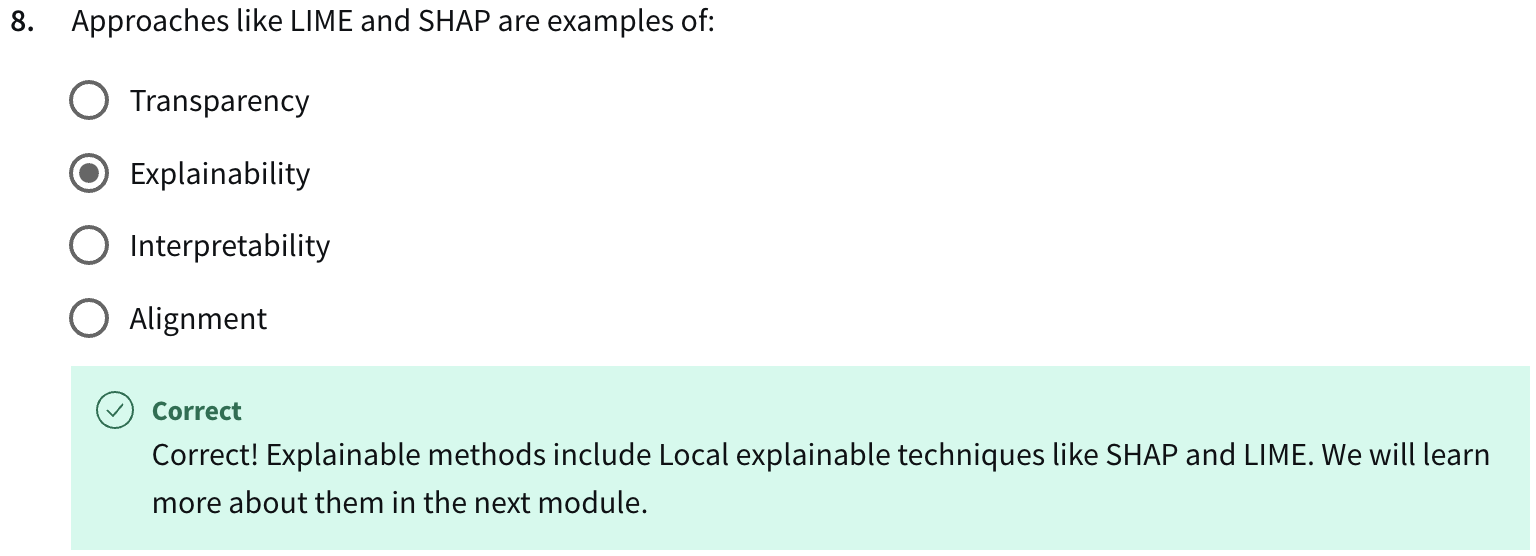 8. Approaches like LIME and SHAP are examples of:
Transparency
Explainability
Interpretability
Alignment
Correct
Correct! Explainable methods include Local explainable techniques like SHAP and LIME. We will learn
more about them in the next module.